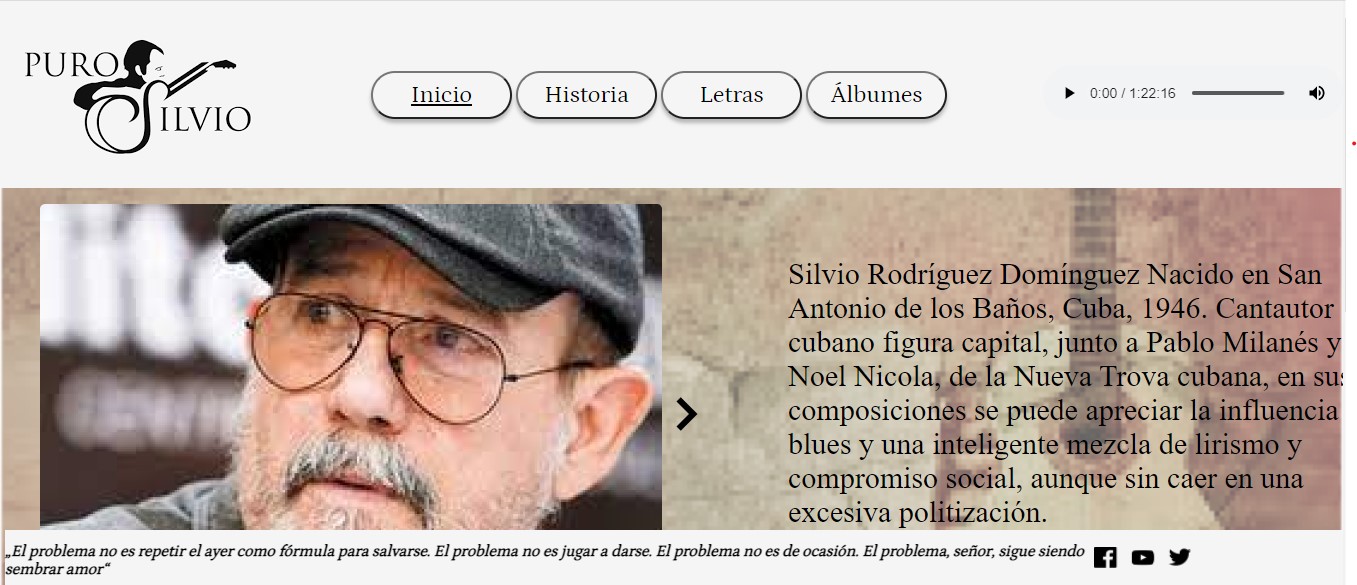 PURO
SILVIO
Inicio
Historia
Letras
Álbumes
0:00 / 1:22:16
Silvio Rodríguez Domínguez Nacido en San
Antonio de los Baños, Cuba, 1946. Cantautor
cubano figura capital, junto a Pablo Milanés y
Noel Nicola, de la Nueva Trova cubana, en sus
composiciones se puede apreciar la influencia
blues y una inteligente mezcla de lirismo y
compromiso social, aunque sin caer en una
excesiva politización.
„El problema no es repetir el ayer como fórmula para salvarse. El problema no es jugar a darse. El problema no es de ocasión. El problema, señor, sigue siendo
sembrar amor“